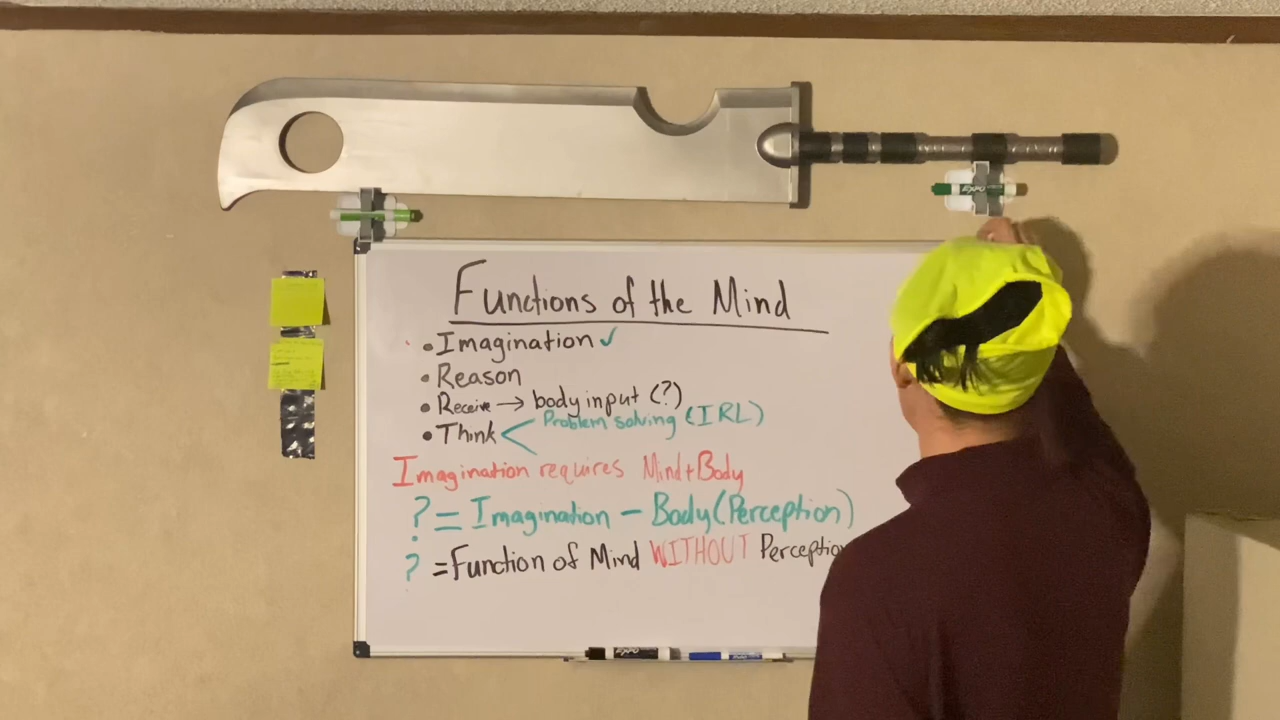 Functions of the Mind
• Imagination ✓
• Reason
• Receive → body input (?)
• Think < Problem solving (IRL)
Imagination requires Mind+Body
? = Imagination - Body (Perception)
? = Function of Mind WITHOUT Perception
EXPO
EXPO